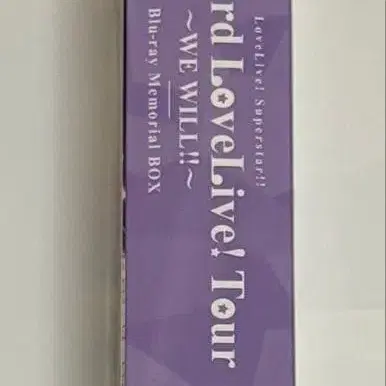 LoveLive! Superstar!!
rd LoveLive! Tour
～WE WILL!!～
Blu-ray Memorial BOX